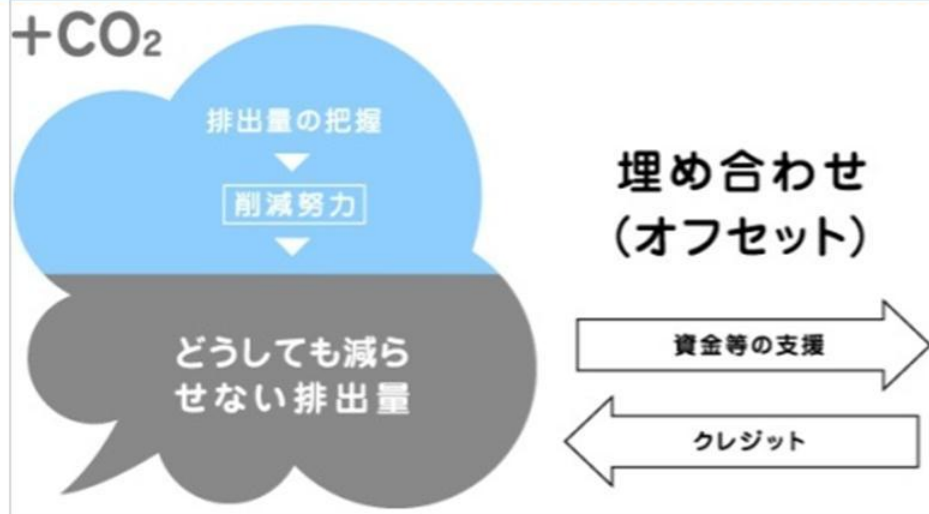 +CO₂
排出量の把握
削減努力
どうしても減ら
せない排出量
埋め合わせ
(オフセット)
資金等の支援
クレジット